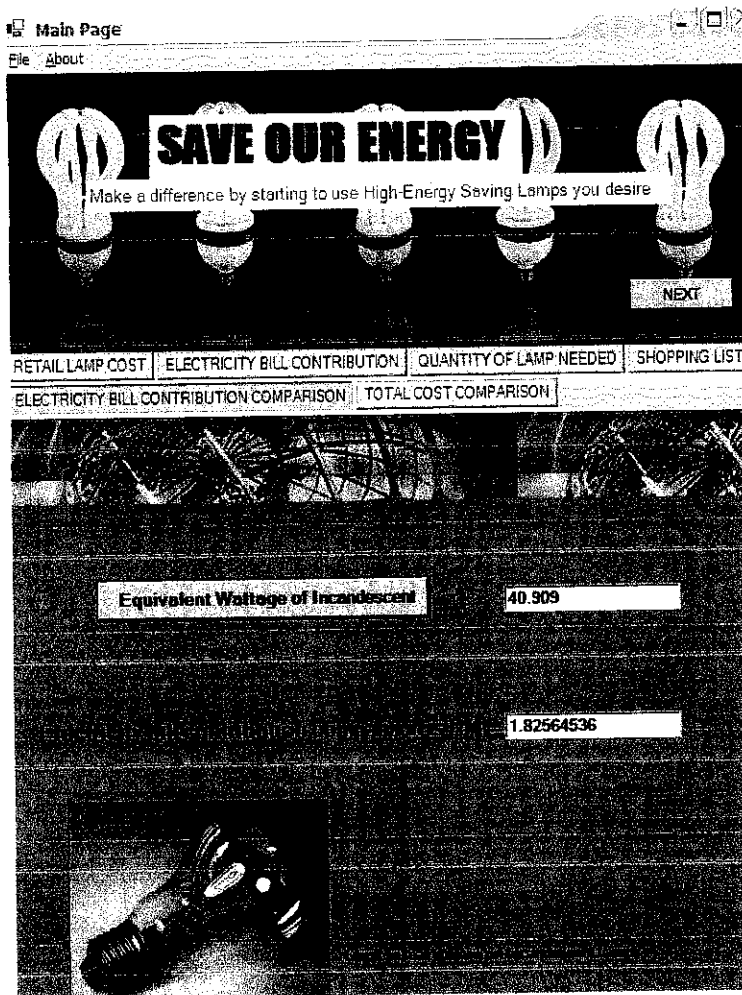 Main Page
File About
SAVE OUR ENERGY
Make a difference by starting to use High-Energy Saving Lamps you desire
NEXT
RETAIL LAMP COST ELECTRICITY BILL CONTRIBUTION QUANTITY OF LAMP NEEDED SHOPPING LIST
ELECTRICITY BILL CONTRIBUTION COMPARISON TOTAL COST COMPARISON
Equivalent Wattage of Incandescent 40.909
1.82564536